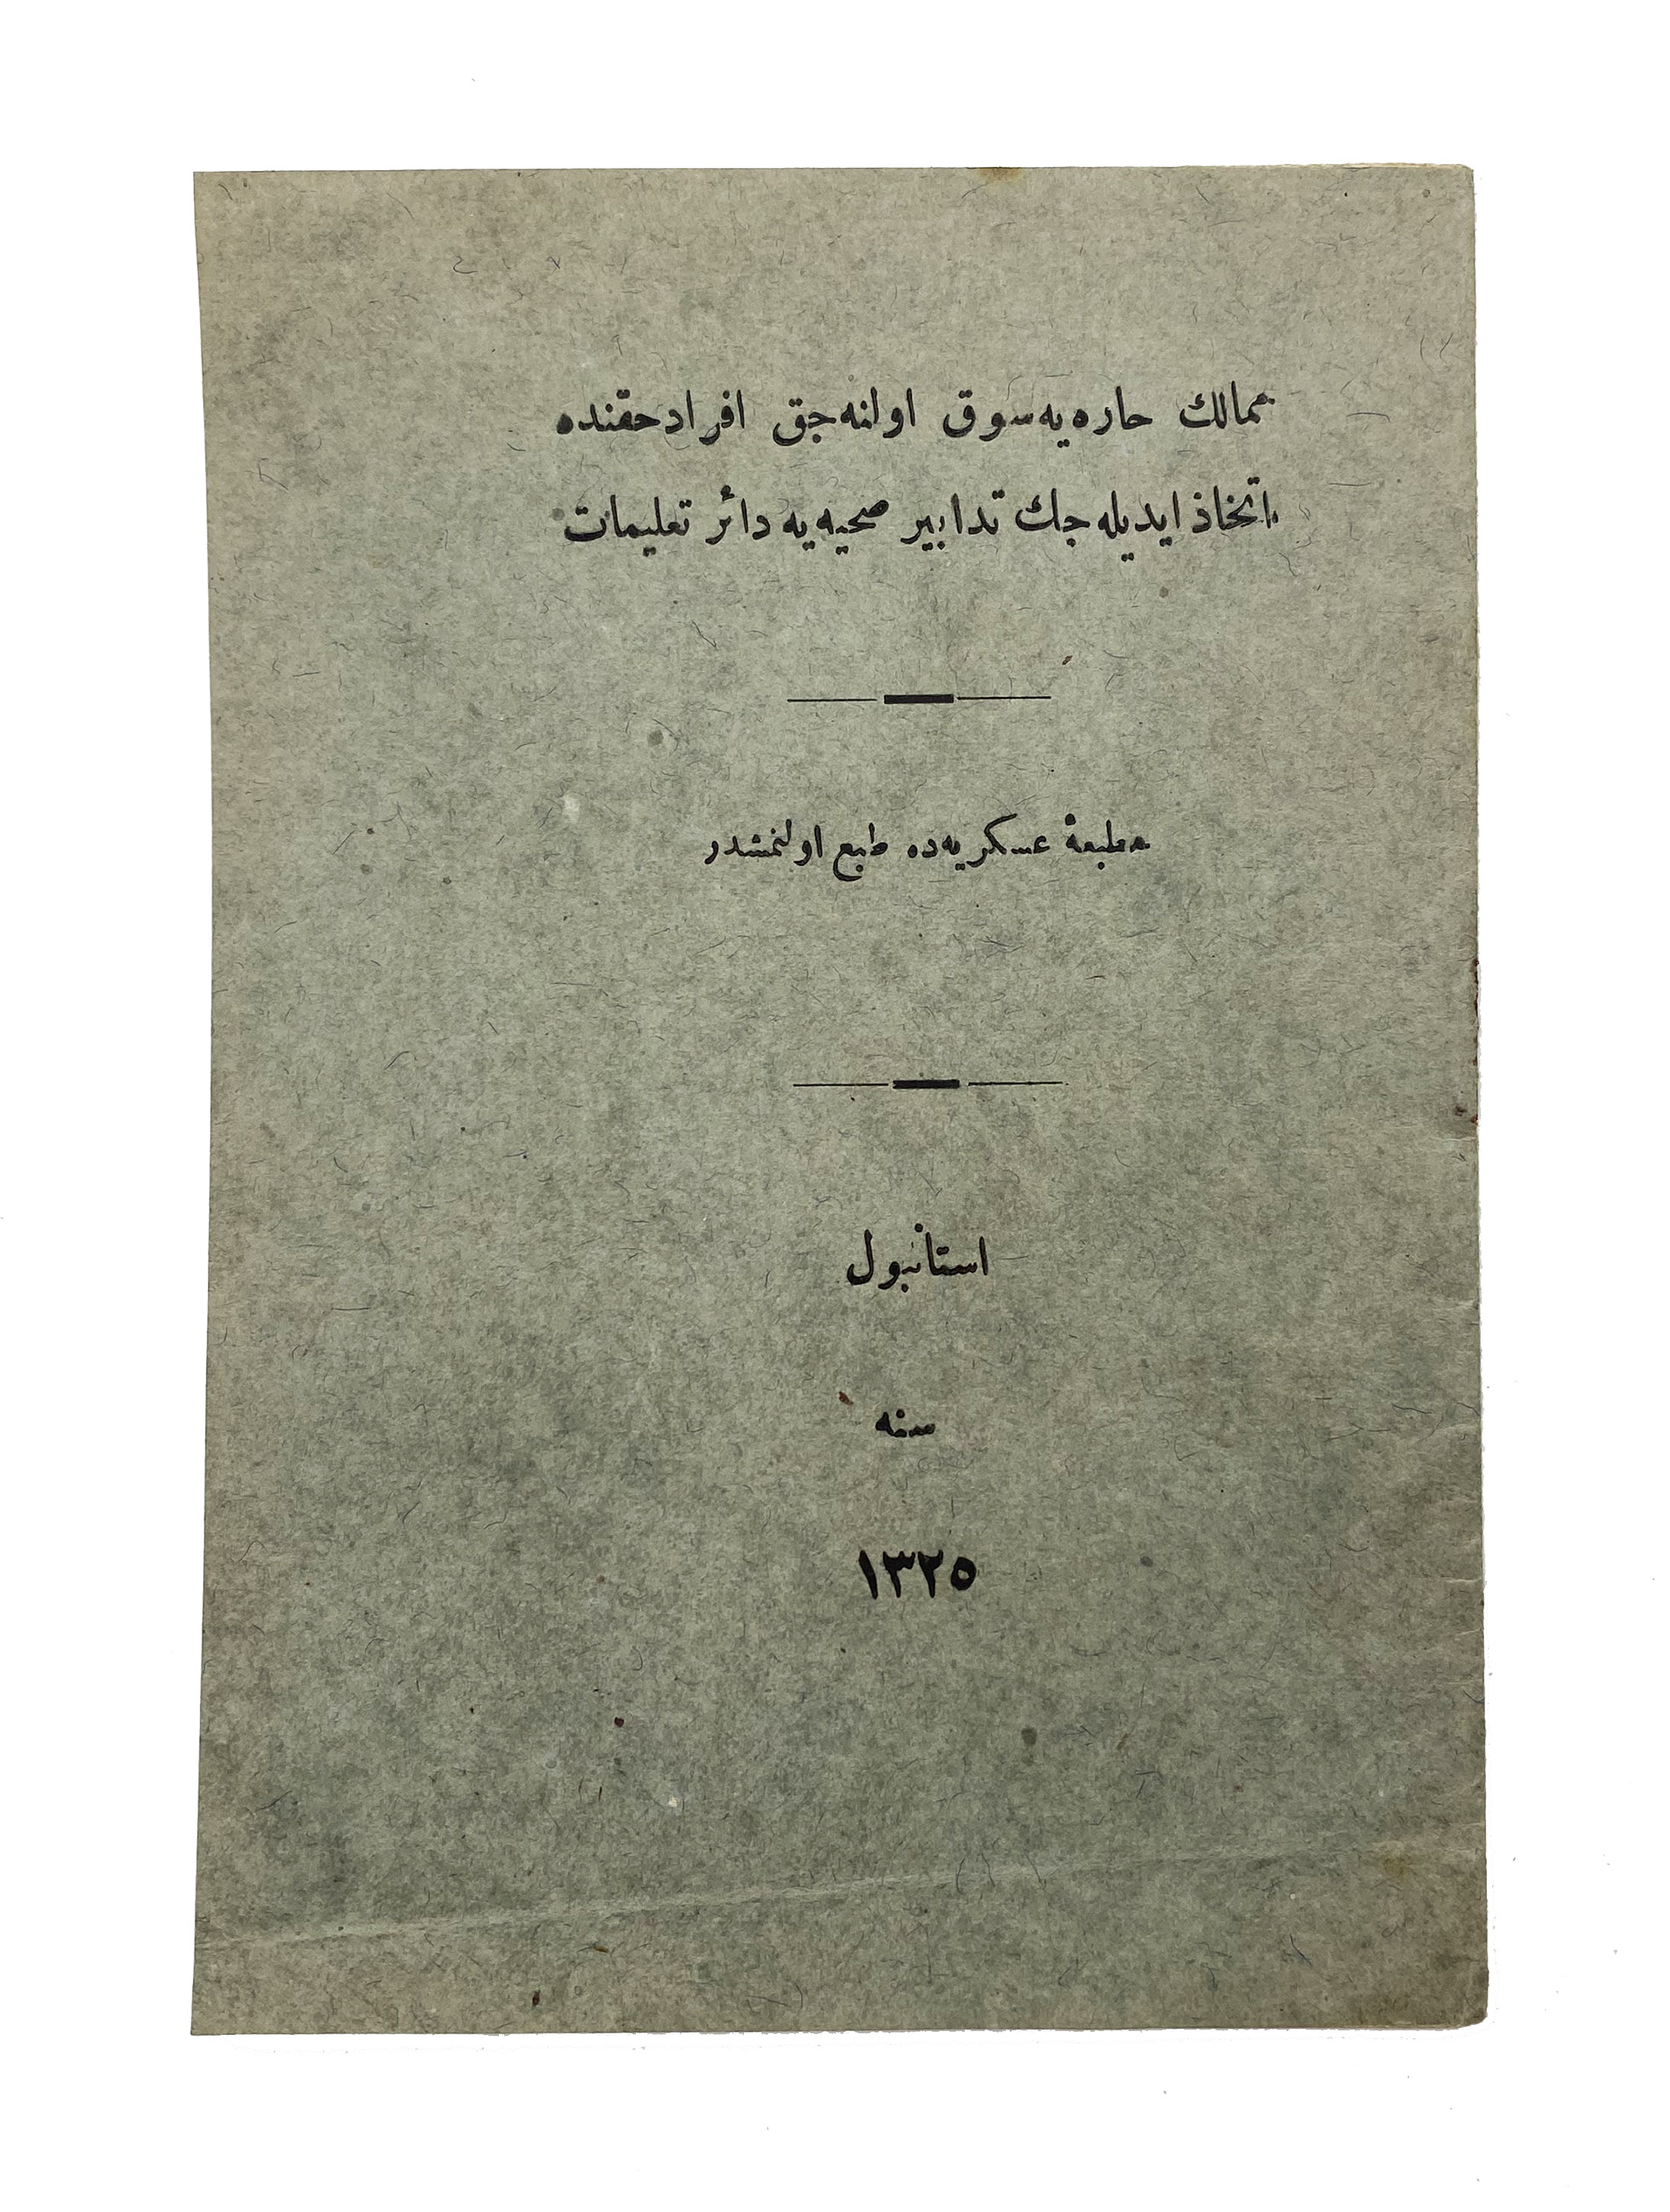 ممالك حاره‌یه سوق اولنه‌جق افراد حقنده
اتخاذ ایدیله‌جك تدابیر صحیه‌یه دائر تعلیمات
مطبعۀ عسکریه‌ده طبع اولنمشدر
استانبول
سنه
١٣٢٥